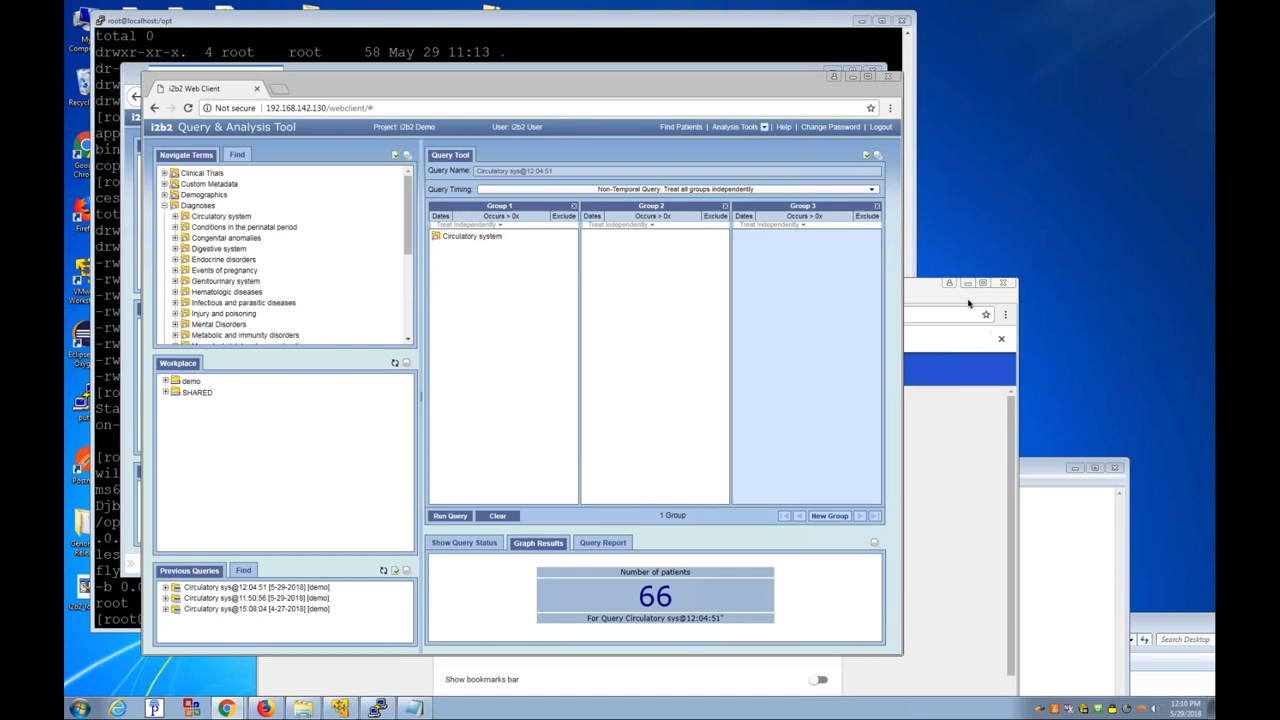 root@localhost:/opt
total 0
drwxr-xr-x. 4 root root 58 May 29 11:13 .
i2b2 Web Client
Not secure 192.168.142.130/webclient/#
i2b2 Query & Analysis Tool Project: i2b2 Demo User: i2b2 User Find Patients | Analysis Tools | Help | Change Password | Logout
Navigate Terms Find
Clinical Trials
Custom Metadata
Demographics
Diagnoses
Circulatory system
Conditions in the perinatal period
Congenital anomalies
Digestive system
Endocrine disorders
Events of pregnancy
Genitourinary system
Hematologic diseases
Infectious and parasitic diseases
Injury and poisoning
Mental Disorders
Metabolic and immunity disorders
Workplace
demo
SHARED
Previous Queries Find
Circulatory sys@12:04:51 [5-29-2018] [demo]
Circulatory sys@11:50:56 [5-29-2018] [demo]
Circulatory sys@15:08:04 [4-27-2018] [demo]
Query Tool
Query Name: Circulatory sys@12:04:51
Query Timing: Non-Temporal Query: Treat all groups independently
Group 1 Group 2 Group 3
Dates Occurs > 0x Exclude Dates Occurs > 0x Exclude Dates Occurs > 0x Exclude
Treat Independently Treat Independently Treat Independently
Circulatory system
Run Query Clear 1 Group New Group
Show Query Status Graph Results Query Report
Number of patients
66
For Query Circulatory sys@12:04:51"
Show bookmarks bar
Search Desktop
12:10 PM
5/29/2018